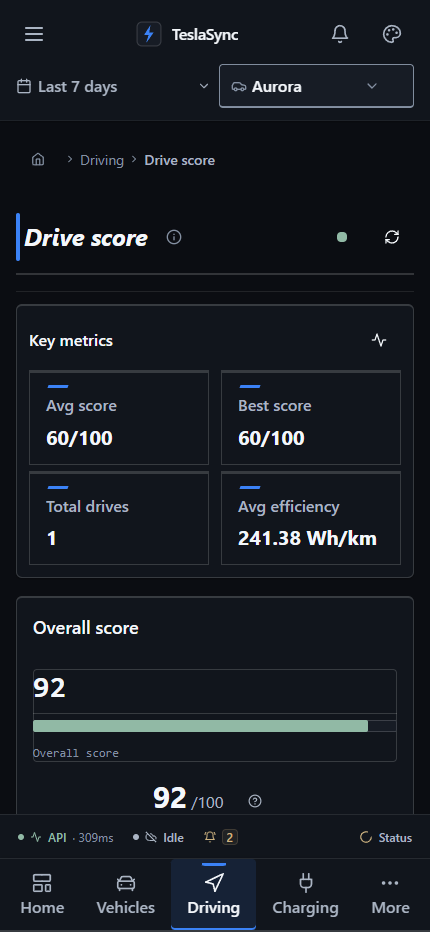 TeslaSync
Last 7 days
Aurora
Driving
Drive score
Drive score
Key metrics
Avg score
Best score
60/100
60/100
Total drives
Avg efficiency
1
241.38 Wh/km
Overall score
92
Overall score
92 /100
API · 309ms
Idle
2
Status
Home
Vehicles
Driving
Charging
More